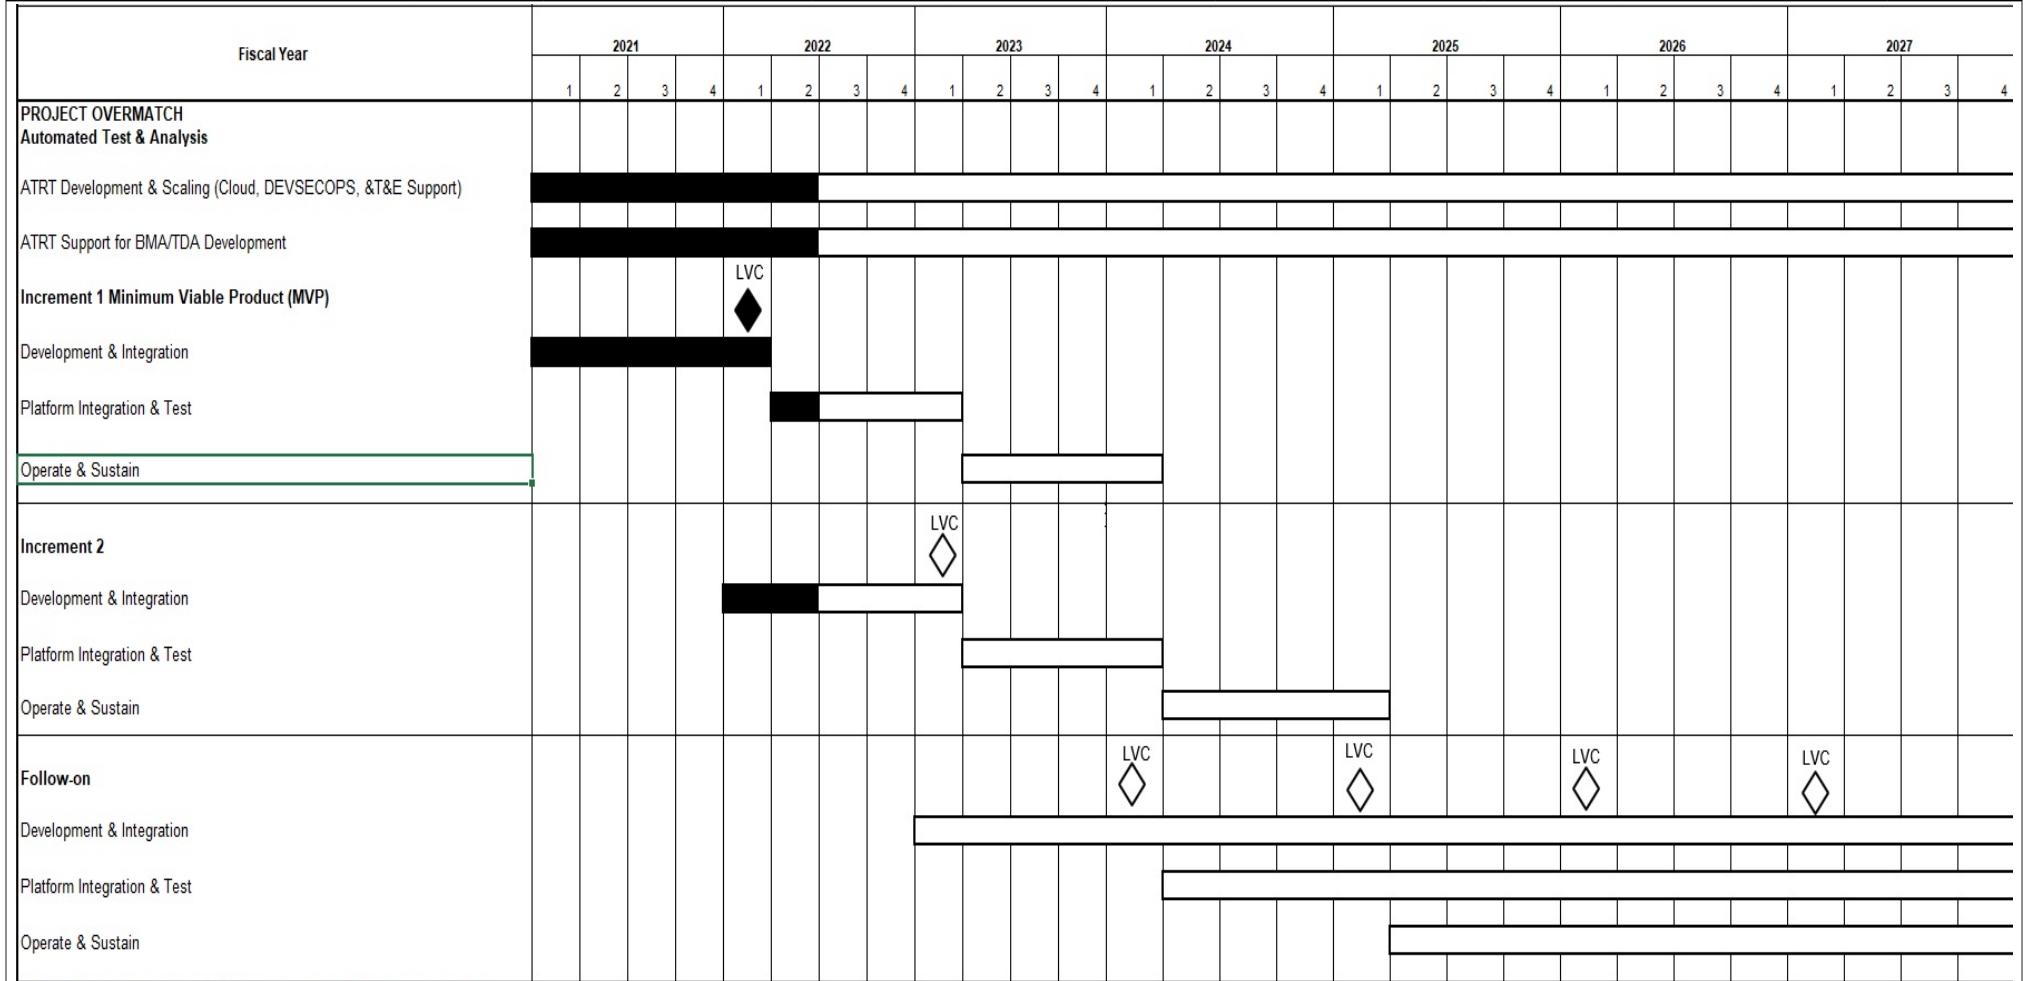 Fiscal Year
2021 2022 2023 2024 2025 2026 2027
1 2 3 4 1 2 3 4 1 2 3 4 1 2 3 4 1 2 3 4 1 2 3 4 1 2 3 4
PROJECT OVERMATCH
Automated Test & Analysis
ATRT Development & Scaling (Cloud, DEVSECOPS, &T&E Support)
ATRT Support for BMA/TDA Development
LVC
Increment 1 Minimum Viable Product (MVP)
Development & Integration
Platform Integration & Test
Operate & Sustain
LVC
Increment 2
Development & Integration
Platform Integration & Test
Operate & Sustain
LVC LVC LVC LVC
Follow-on
Development & Integration
Platform Integration & Test
Operate & Sustain